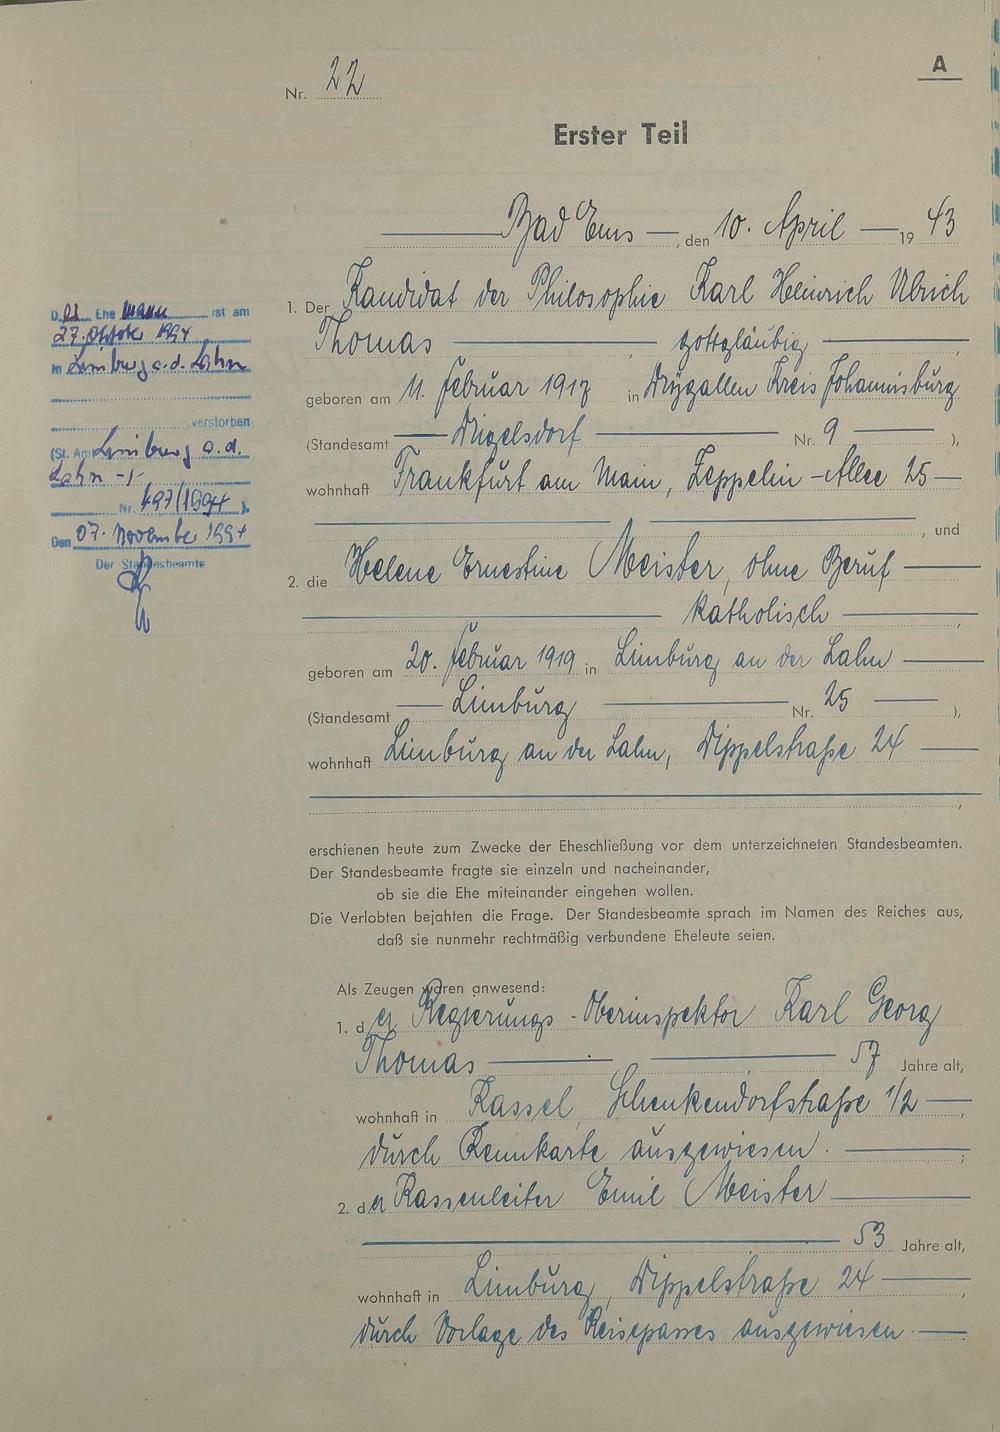 A
Nr. 22
Erster Teil
Bad Ems, den 10. April 1943
1. Der Kandidat der Philosophie Karl Heinrich Ulrich
Thomas gottgläubig,
geboren am 11. Februar 1917 in Drygallen Kreis Johannisburg
(Standesamt Drigelsdorf Nr. 9),
wohnhaft Frankfurt am Main, Zeppelin-Allee 25
, und
2. die Helene Ernestine Meister, ohne Beruf
katholisch,
geboren am 20. Februar 1919 in Limburg an der Lahn
(Standesamt Limburg Nr. 25),
wohnhaft Limburg an der Lahn, Dippelstraße 24
,
erschienen heute zum Zwecke der Eheschließung vor dem unterzeichneten Standesbeamten.
Der Standesbeamte fragte sie einzeln und nacheinander,
ob sie die Ehe miteinander eingehen wollen.
Die Verlobten bejahten die Frage. Der Standesbeamte sprach im Namen des Reiches aus,
daß sie nunmehr rechtmäßig verbundene Eheleute seien.
Als Zeugen waren anwesend:
1. der Regierungs-Oberinspektor Karl Georg
Thomas, 57 Jahre alt,
wohnhaft in Kassel, Schenkendorfstraße 1/2,
durch Kennkarte ausgewiesen.;
2. der Kassenleiter Emil Meister
53 Jahre alt,
wohnhaft in Limburg, Dippelstraße 24,
durch Vorlage des Reisepasses ausgewiesen.
D.er Ehemann ist am
27. Oktober 1994
in Limburg a. d. Lahn
verstorben
(St. Am Limburg a. d.
Lahn -
Nr. 497/1994).
Den 07. November 1994
Der Standesbeamte